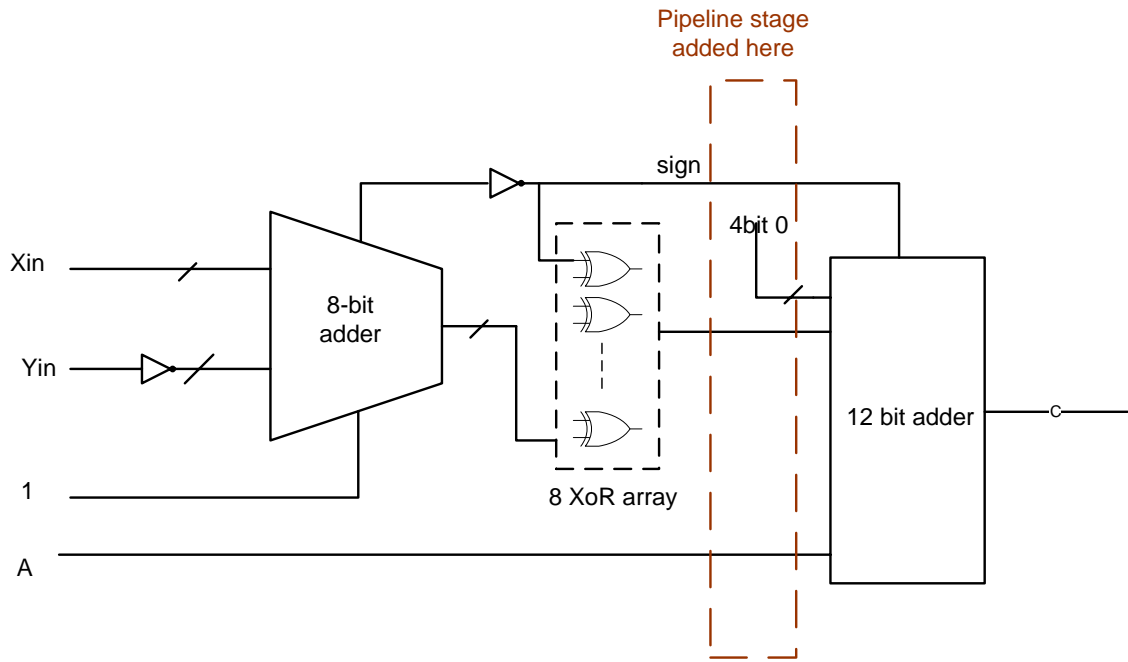 Pipeline stage
added here
sign
4bit 0
Xin
8-bit
adder
Yin
12 bit adder
C
1
8 XoR array
A